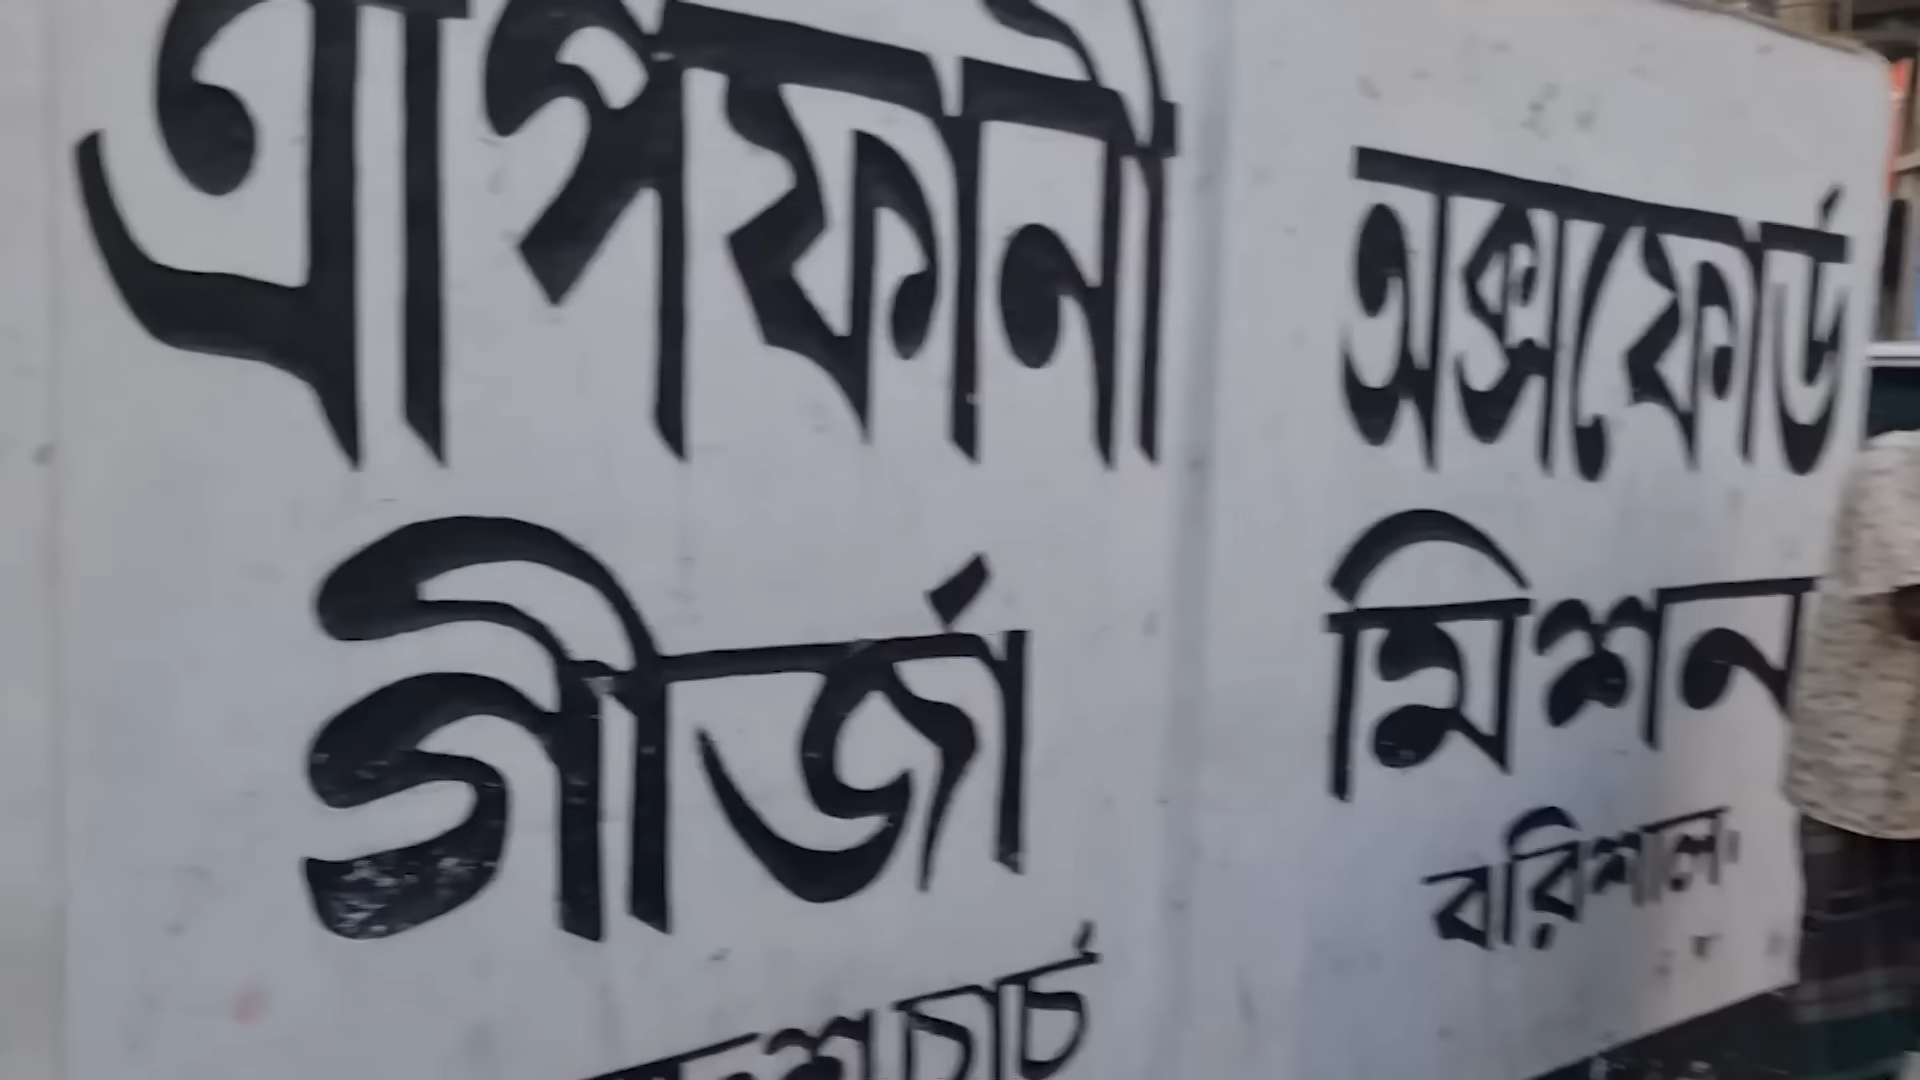 এপিফানী
গীর্জা
চার্চ
অক্সফোর্ড
মিশন
বরিশাল।